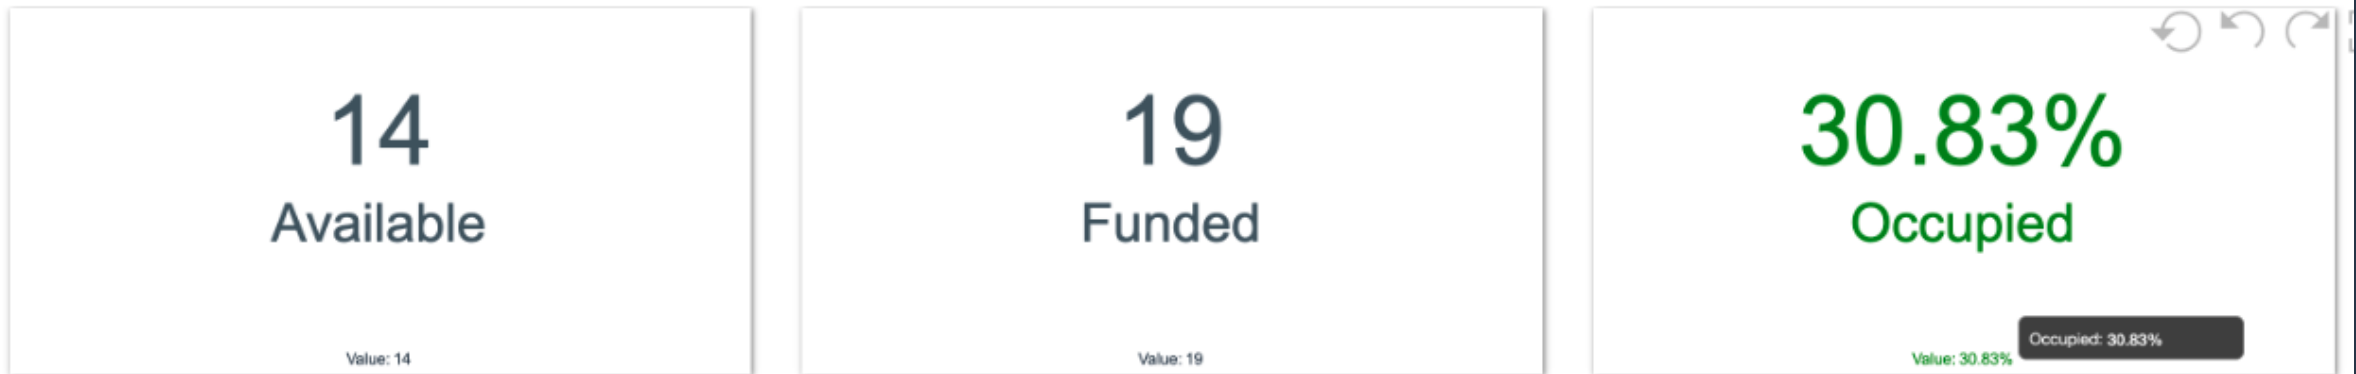 14
Available
Value: 14
19
Funded
Value: 19
30.83%
Occupied
Value: 30.83%
Occupied: 30.83%